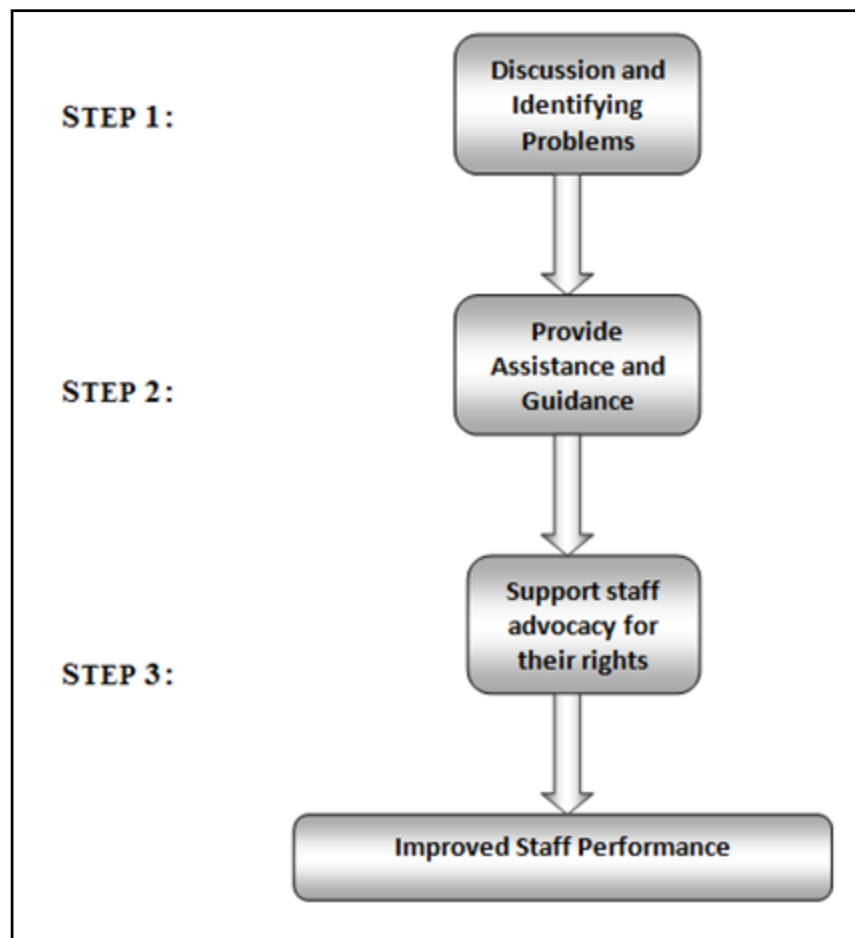 STEP 1:
Discussion and
Identifying
Problems
STEP 2:
Provide
Assistance and
Guidance
STEP 3:
Support staff
advocacy for
their rights
Improved Staff Performance